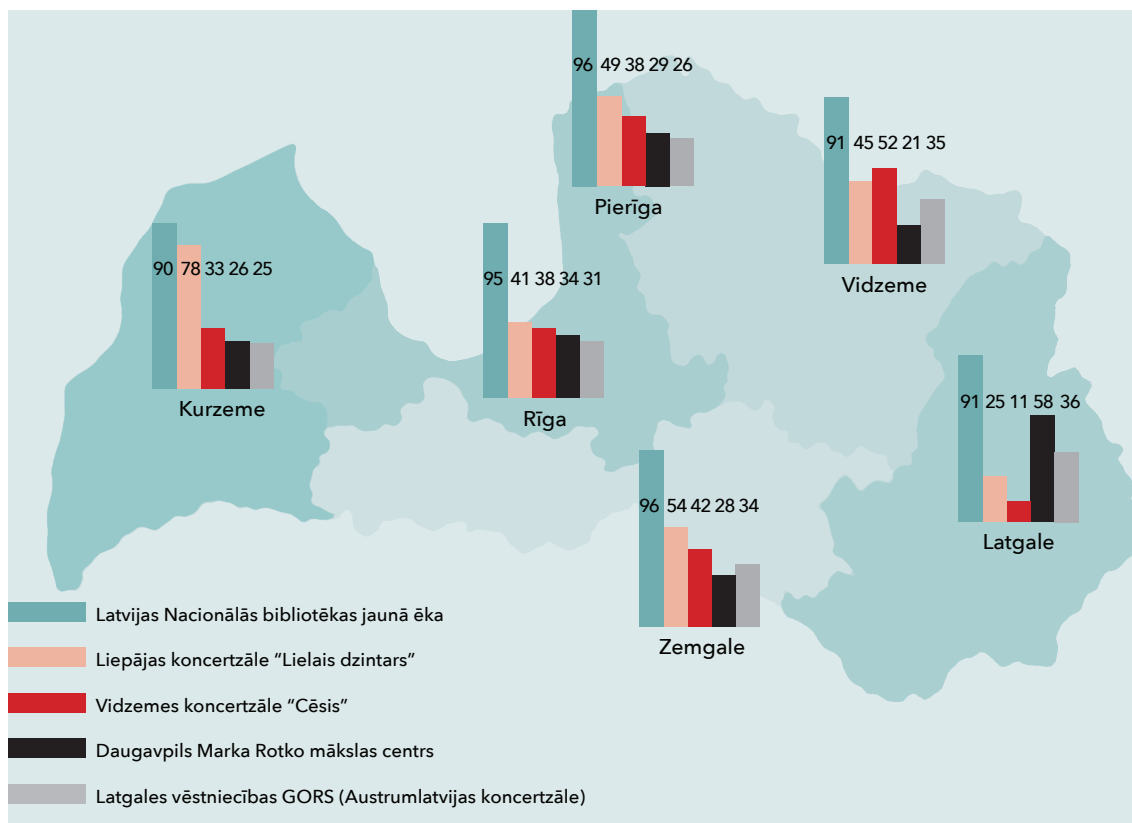 96 49 38 29 26
Pierīga
91 45 52 21 35
Vidzeme
90 78 33 26 25
Kurzeme
95 41 38 34 31
Rīga
91 25 11 58 36
Latgale
96 54 42 28 34
Zemgale
Latvijas Nacionālās bibliotēkas jaunā ēka
Liepājas koncertzāle “Lielais dzintars”
Vidzemes koncertzāle “Cēsis”
Daugavpils Marka Rotko mākslas centrs
Latgales vēstniecības GORS (Austrumlatvijas koncertzāle)